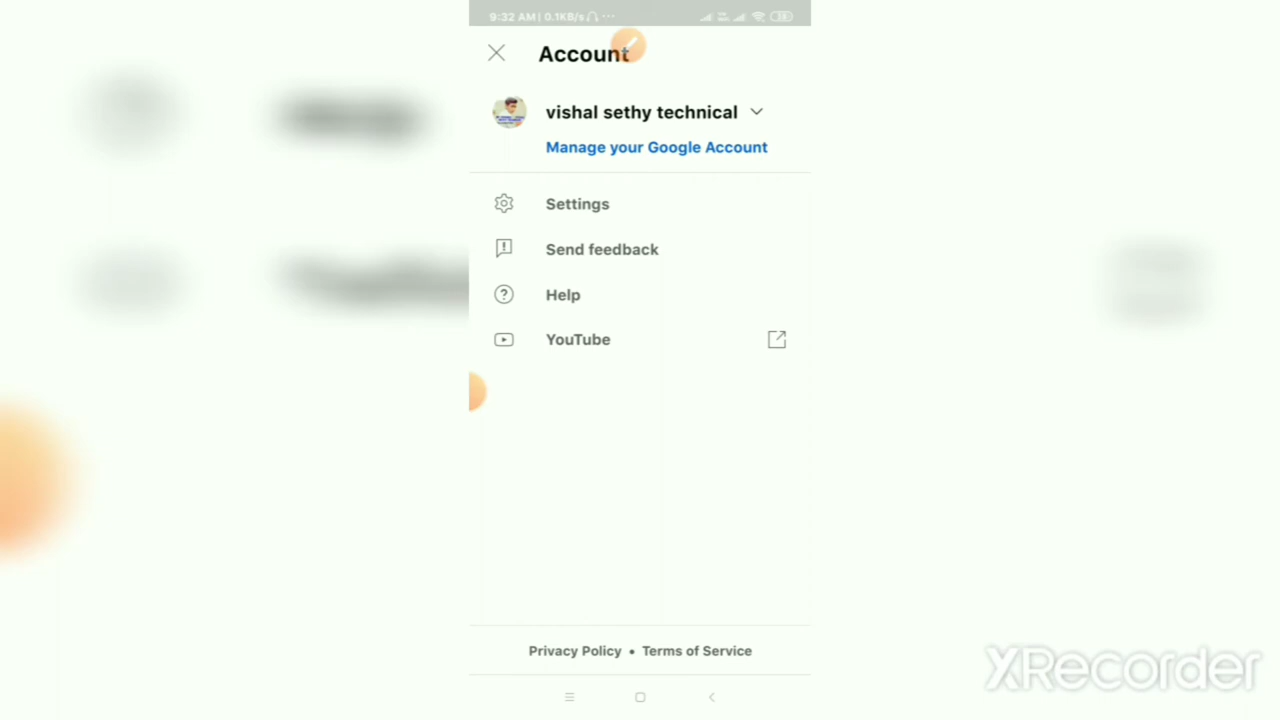 9:32 AM | 0.1KB/s
Account
vishal sethy technical
Manage your Google Account
Settings
Send feedback
Help
YouTube
Privacy Policy • Terms of Service
XRecorder